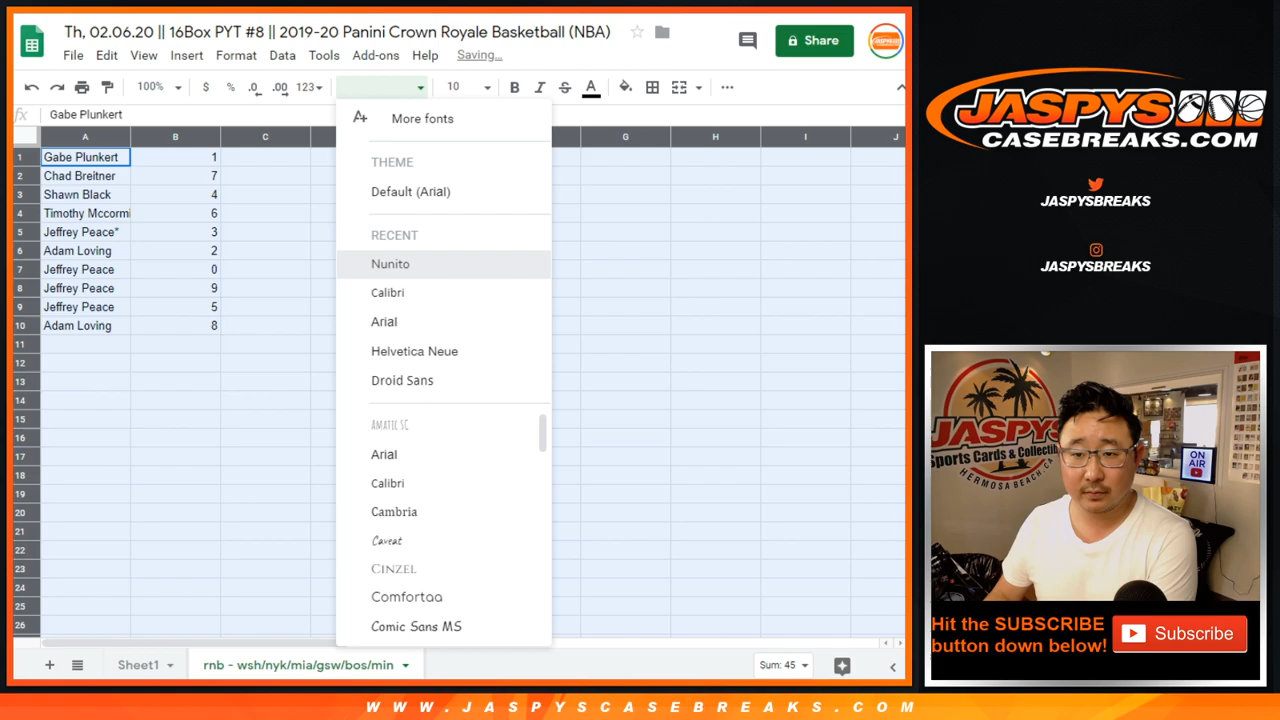 Th, 02.06.20 || 16Box PYT #8 || 2019-20 Panini Crown Royale Basketball (NBA)
File Edit View Insert Format Data Tools Add-ons Help Saving...
Share
100% $ % .0 .00 123 10 B I S A
fx Gabe Plunkert
A B C G H I J
1 Gabe Plunkert 1
2 Chad Breitner 7
3 Shawn Black 4
4 Timothy Mccormi 6
5 Jeffrey Peace* 3
6 Adam Loving 2
7 Jeffrey Peace 0
8 Jeffrey Peace 9
9 Jeffrey Peace 5
10 Adam Loving 8
11
12
13
14
15
16
17
18
19
20
21
22
23
24
25
26
More fonts
THEME
Default (Arial)
RECENT
Nunito
Calibri
Arial
Helvetica Neue
Droid Sans
AMATIC SC
Arial
Calibri
Cambria
Caveat
CINZEL
Comfortaa
Comic Sans MS
Sheet1
rnb - wsh/nyk/mia/gsw/bos/min
Sum: 45
JASPYS
CASEBREAKS.COM
JASPYSBREAKS
JASPYSBREAKS
JASPYS
Sports Cards & Collectib
HERMOSA BEACH, CA
ON AIR
Hit the SUBSCRIBE
button down below!
Subscribe
WWW.JASPYSCASEBREAKS.COM